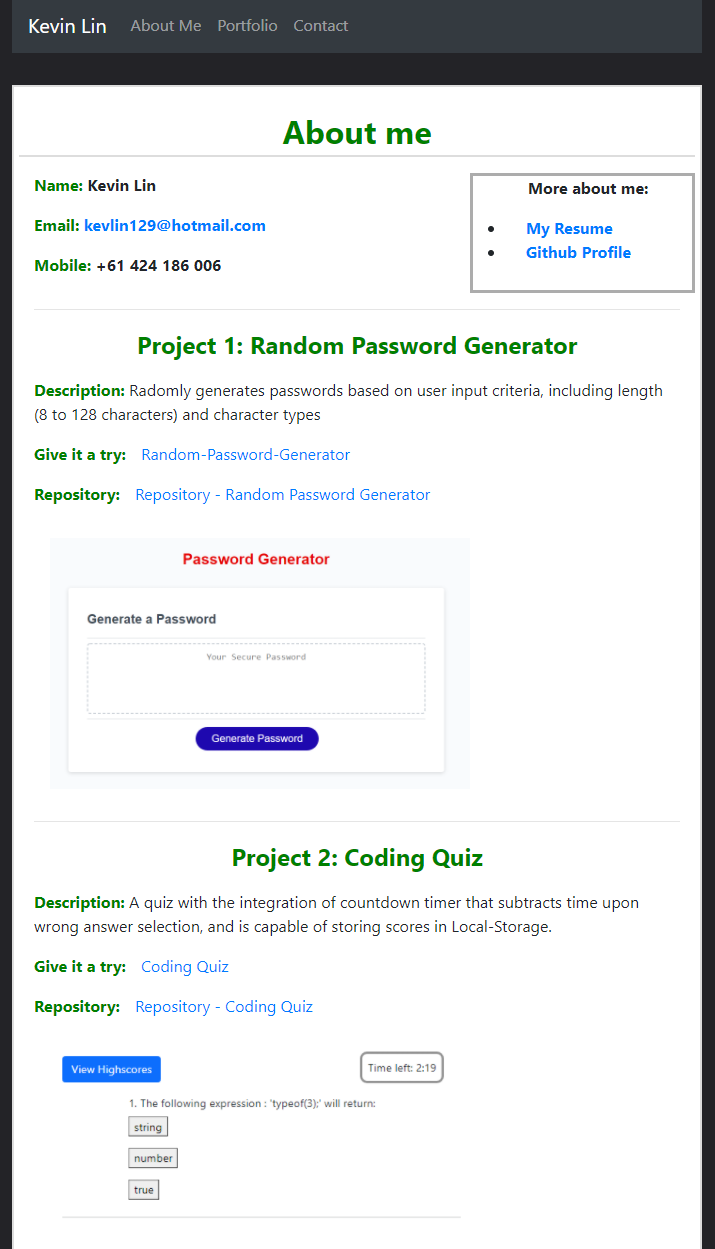 Kevin Lin About Me Portfolio Contact
About me
Name: Kevin Lin
Email: kevlin129@hotmail.com
Mobile: +61 424 186 006
More about me:
My Resume
Github Profile
Project 1: Random Password Generator
Description: Radomly generates passwords based on user input criteria, including length
(8 to 128 characters) and character types
Give it a try: Random-Password-Generator
Repository: Repository - Random Password Generator
Password Generator
Generate a Password
Your Secure Password
Generate Password
Project 2: Coding Quiz
Description: A quiz with the integration of countdown timer that subtracts time upon
wrong answer selection, and is capable of storing scores in Local-Storage.
Give it a try: Coding Quiz
Repository: Repository - Coding Quiz
View Highscores
Time left: 2:19
1. The following expression : 'typeof(3);' will return:
string
number
true